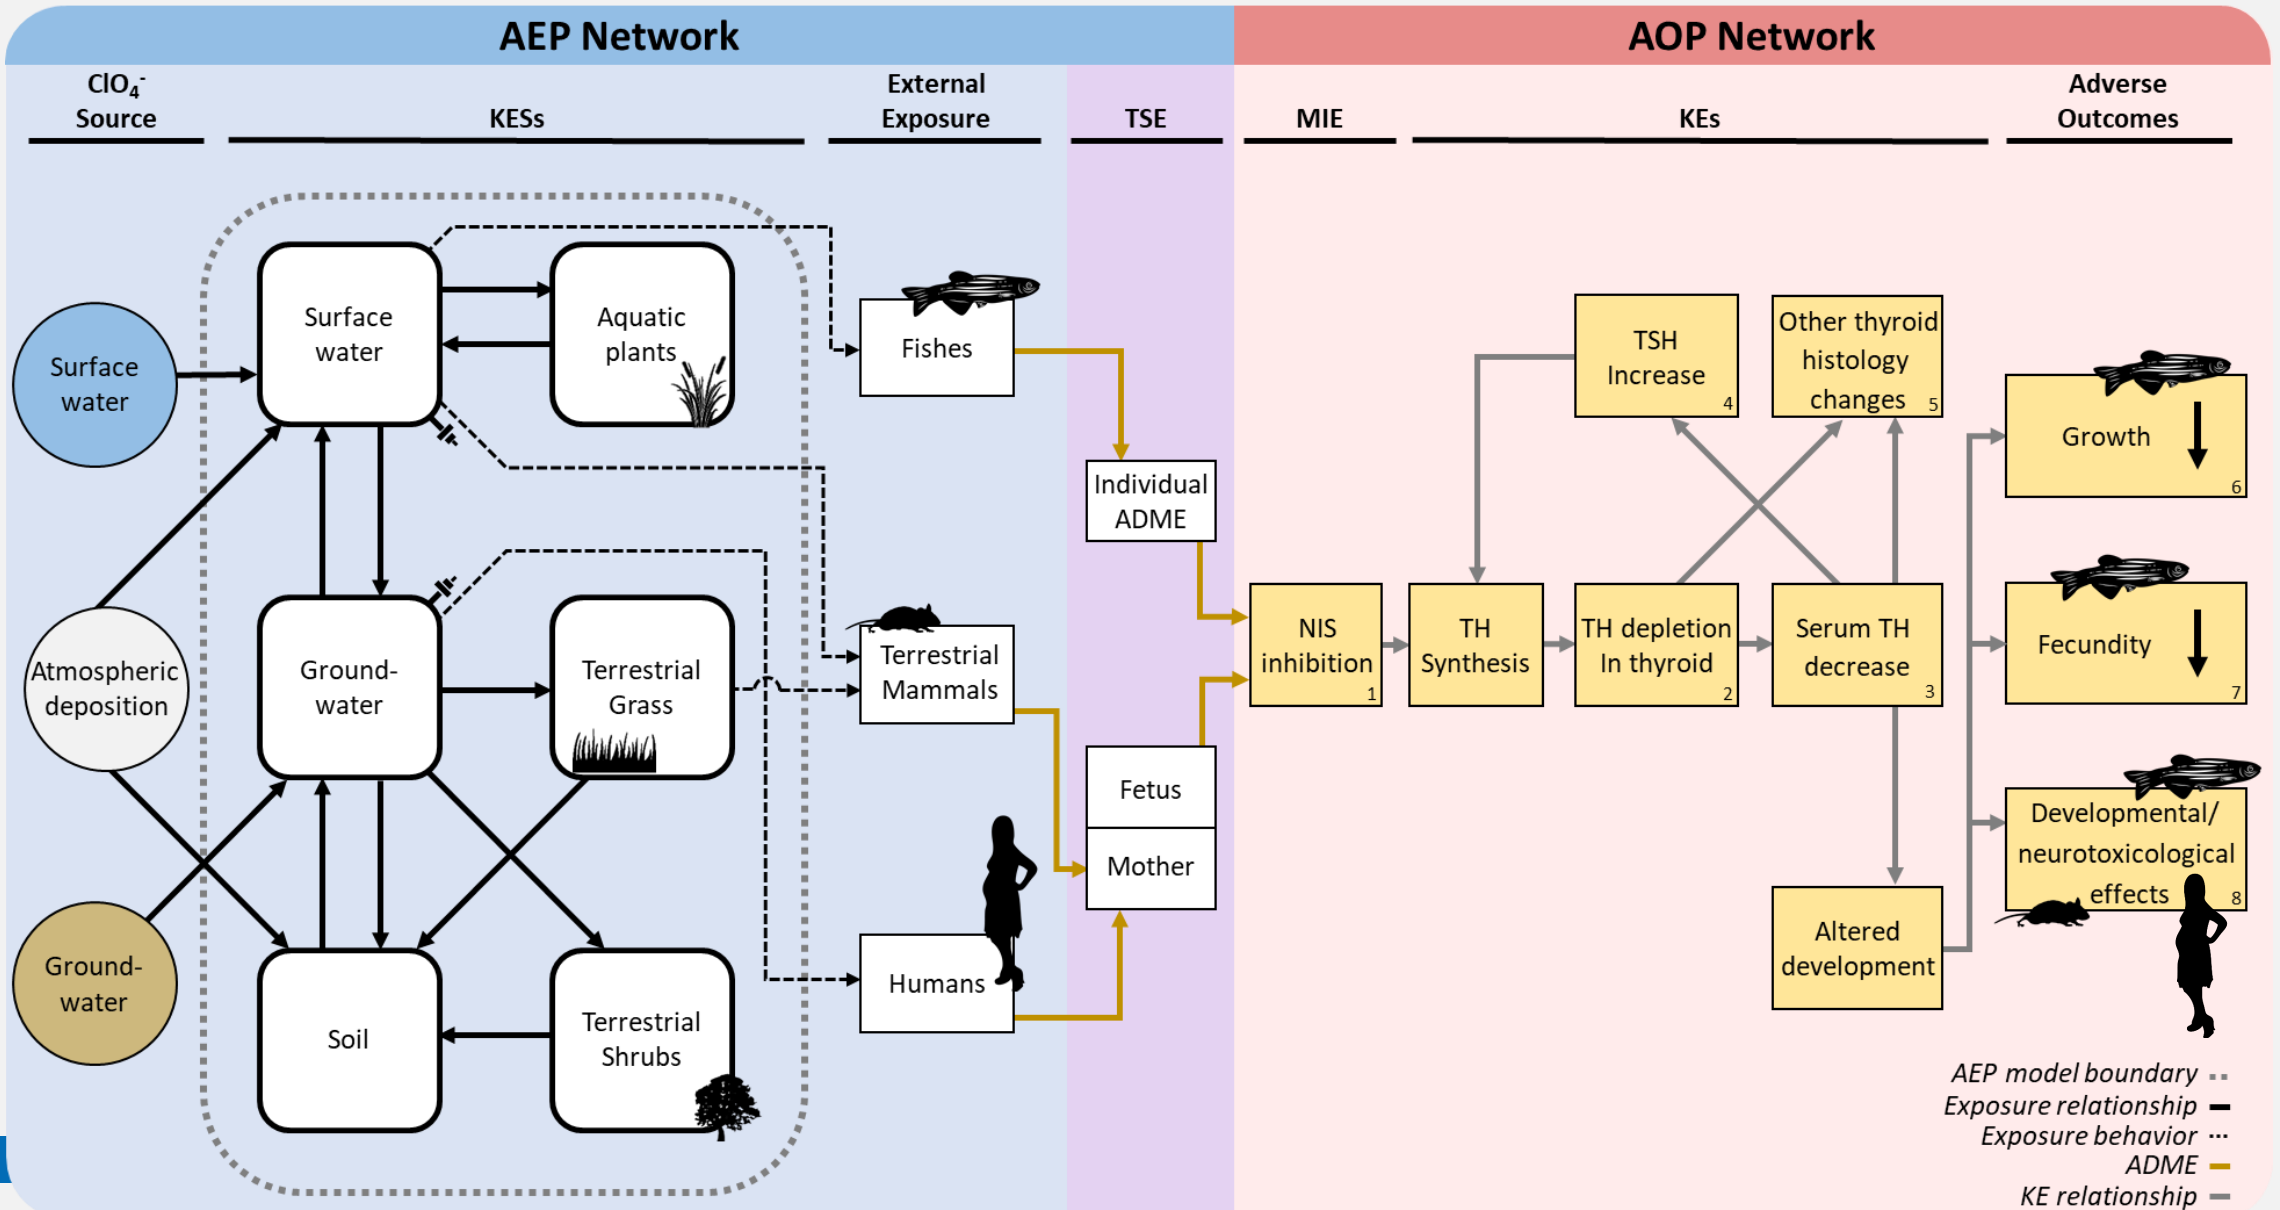 AEP Network
AOP Network
ClO₄⁻
Source
KESs
External
Exposure
TSE
MIE
KEs
Adverse
Outcomes
Surface
water
Atmospheric
deposition
Ground-
water
Surface
water
Aquatic
plants
Ground-
water
Terrestrial
Grass
Soil
Terrestrial
Shrubs
Fishes
Terrestrial
Mammals
Humans
Individual
ADME
Fetus
Mother
NIS
inhibition
1
TH
Synthesis
TH depletion
In thyroid
2
Serum TH
decrease
3
TSH
Increase
4
Other thyroid
histology
changes 5
Altered
development
Growth
6
Fecundity
7
Developmental/
neurotoxicological
effects
8
AEP model boundary
Exposure relationship
Exposure behavior
ADME
KE relationship